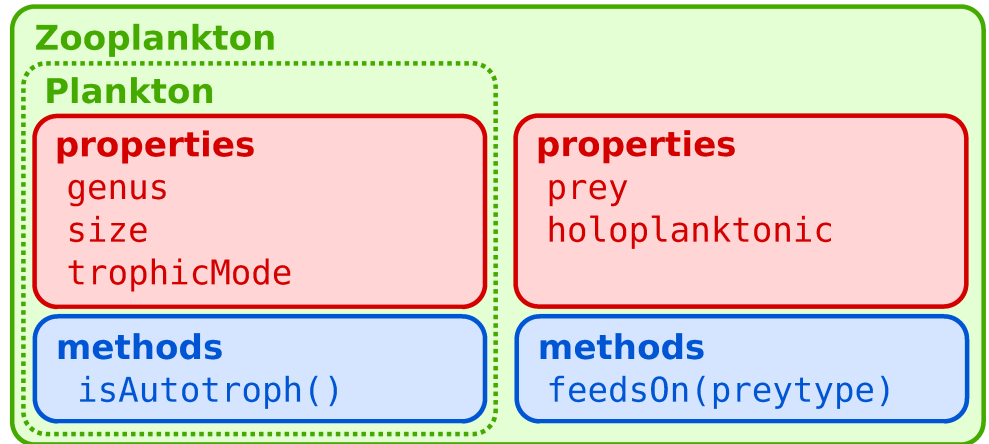 Zooplankton
Plankton
properties
genus
size
trophicMode
methods
isAutotroph()
properties
prey
holoplanktonic
methods
feedsOn(preytype)